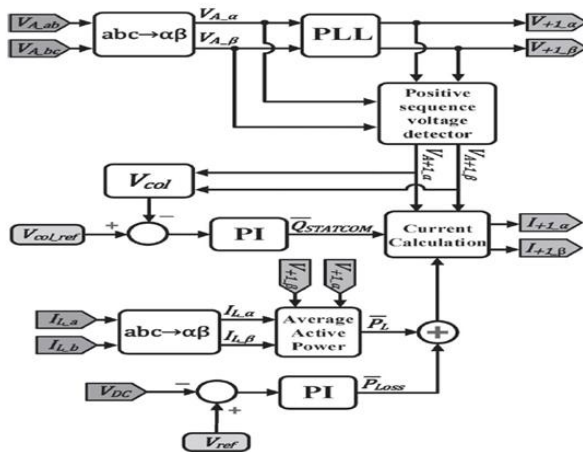 V_A_ab
V_A_bc
abc→αβ
V_A_α
V_A_β
PLL
V_+1_α
V_+1_β
Positive
sequence
voltage
detector
V_A+1_α
V_A+1_β
V_col
V_col_ref
+
−
PI
Q̅_STATCOM
Current
Calculation
I_+1_α
I_+1_β
V_+1_β
V_+1_α
I_L_a
I_L_b
abc→αβ
I_L_α
I_L_β
Average
Active
Power
P̅_L
+
V_DC
−
+
PI
P̅_Loss
V_ref